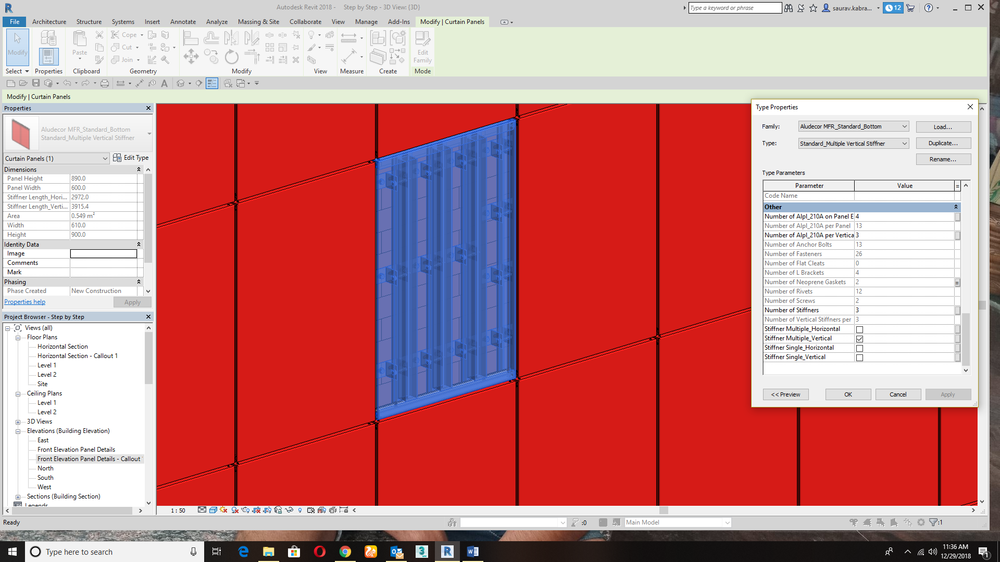 Autodesk Revit 2018 - Step by Step - 3D View: {3D}
Type a keyword or phrase
saurav.kabra...
12
File Architecture Structure Systems Insert Annotate Analyze Massing & Site Collaborate View Manage Add-Ins Modify | Curtain Panels
Modify
Paste
Cope
Cut
Join
Edit
Family
Select Properties Clipboard Geometry Modify View Measure Create Mode
Modify | Curtain Panels
Properties
Aludecor MFR_Standard_Bottom
Standard_Multiple Vertical Stiffner
Curtain Panels (1)
Edit Type
Dimensions
Panel Height 890.0
Panel Width 600.0
Stiffner Length_Hori... 2972.0
Stiffner Length_Verti... 3915.4
Area 0.549 m²
Width 610.0
Height 900.0
Identity Data
Image
Comments
Mark
Phasing
Phase Created New Construction
Properties help
Apply
Project Browser - Step by Step
Views (all)
Floor Plans
Horizontal Section
Horizontal Section - Callout 1
Level 1
Level 2
Site
Ceiling Plans
Level 1
Level 2
3D Views
Elevations (Building Elevation)
East
Front Elevation Panel Details
Front Elevation Panel Details - Callout
North
South
West
Sections (Building Section)
Legends
Type Properties
Family: Aludecor MFR_Standard_Bottom Load...
Type: Standard_Multiple Vertical Stiffner Duplicate...
Rename...
Type Parameters
Parameter Value =
Code Name
Other
Number of Alpl_210A on Panel E 4
Number of Alpl_210A per Panel 13
Number of Alpl_210A per Vertica 3
Number of Anchor Bolts 13
Number of Fasteners 26
Number of Flat Cleats 0
Number of L Brackets 4
Number of Neoprene Gaskets 2 =
Number of Rivets 12
Number of Screws 2
Number of Stiffners 3
Number of Vertical Stiffners per 3
Stiffner Multiple_Horizontal
Stiffner Multiple_Vertical
Stiffner Single_Horizontal
Stiffner Single_Vertical
<< Preview OK Cancel Apply
1 : 50
Ready
:0
Main Model
:1
Type here to search
11:36 AM
12/29/2018
1